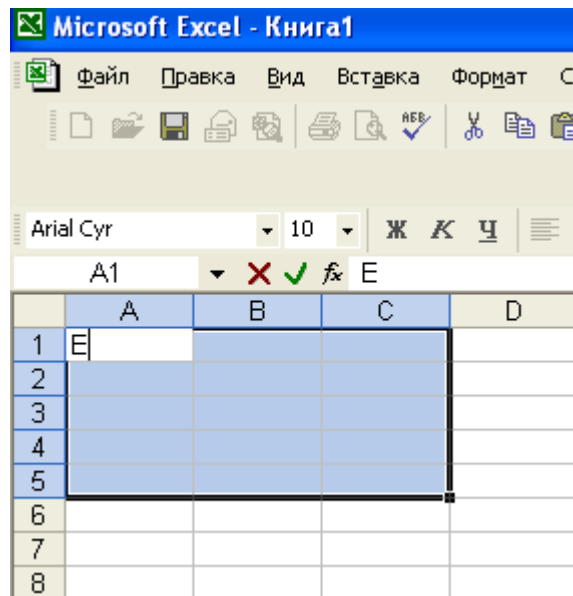 Microsoft Excel - Книга1
Файл Правка Вид Вставка Формат С
АБВ
Arial Cyr 10 Ж К Ч
A1 fx E
A B C D
1 E
2
3
4
5
6
7
8